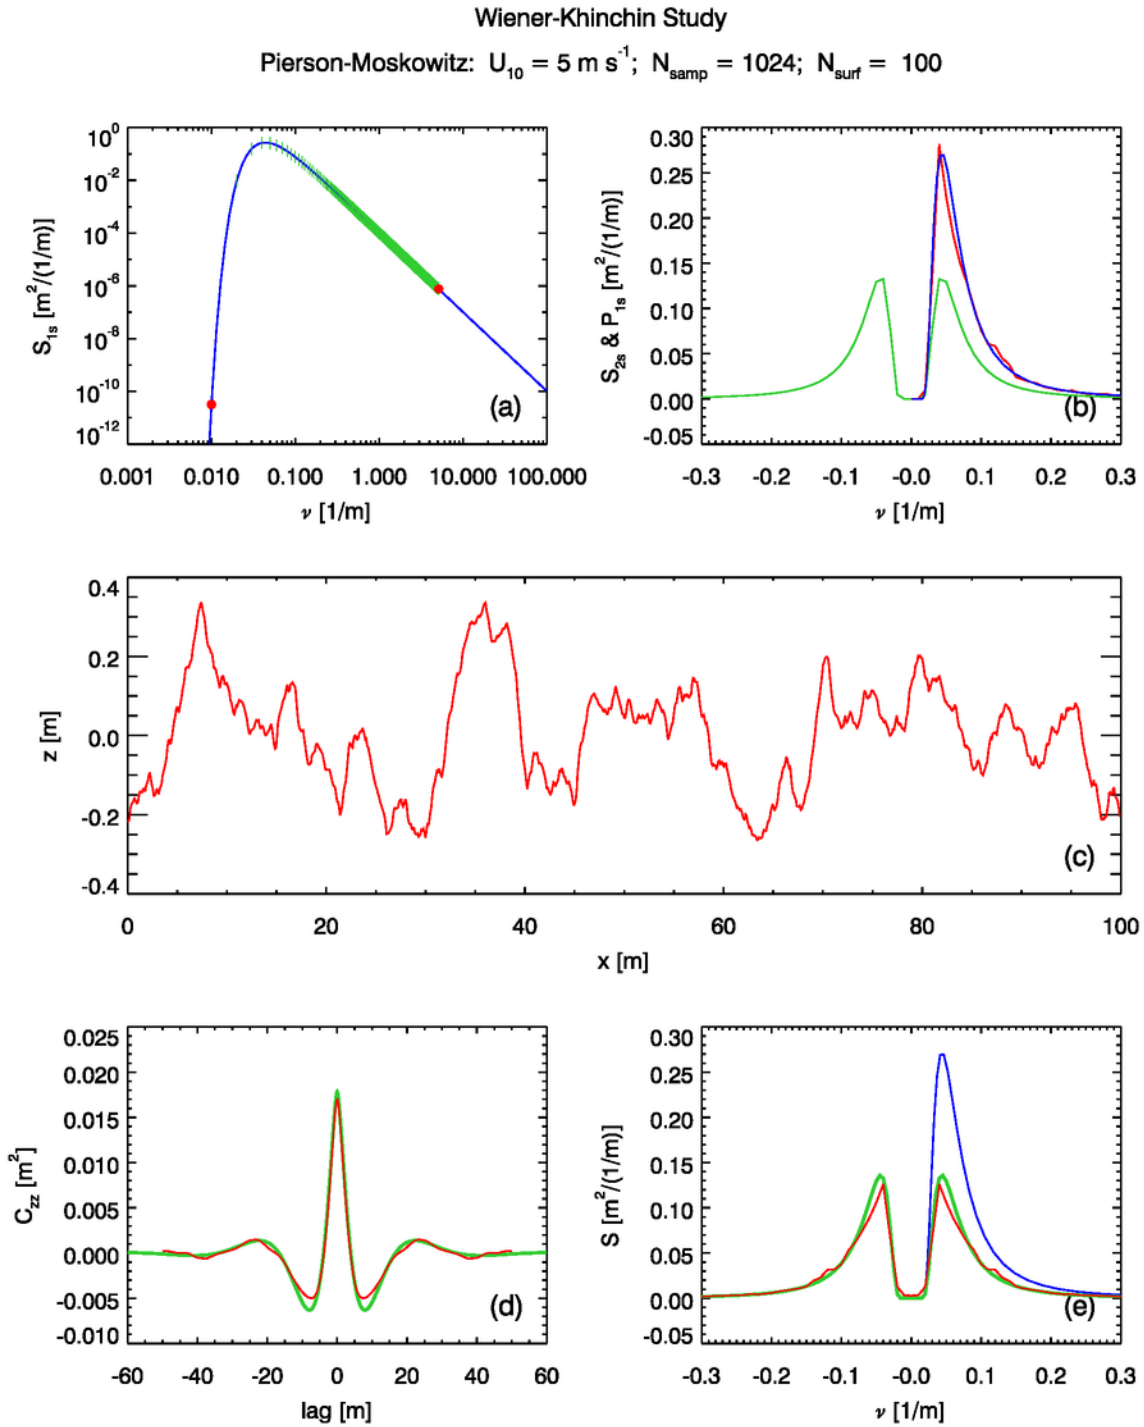 Wiener-Khinchin Study
Pierson-Moskowitz: U₁₀ = 5 m s⁻¹; N_samp = 1024; N_surf = 100
S₁ₛ [m²/(1/m)]
10⁰
10⁻²
10⁻⁴
10⁻⁶
10⁻⁸
10⁻¹⁰
10⁻¹²
(a)
0.001 0.010 0.100 1.000 10.000 100.000
ν [1/m]
S₂ₛ & P₁ₛ [m²/(1/m)]
0.30
0.25
0.20
0.15
0.10
0.05
0.00
-0.05
(b)
-0.3 -0.2 -0.1 -0.0 0.1 0.2 0.3
ν [1/m]
z [m]
0.4
0.2
0.0
-0.2
-0.4
(c)
0 20 40 60 80 100
x [m]
C_zz [m²]
0.025
0.020
0.015
0.010
0.005
0.000
-0.005
-0.010
(d)
-60 -40 -20 0 20 40 60
lag [m]
S [m²/(1/m)]
0.30
0.25
0.20
0.15
0.10
0.05
0.00
-0.05
(e)
-0.3 -0.2 -0.1 -0.0 0.1 0.2 0.3
ν [1/m]